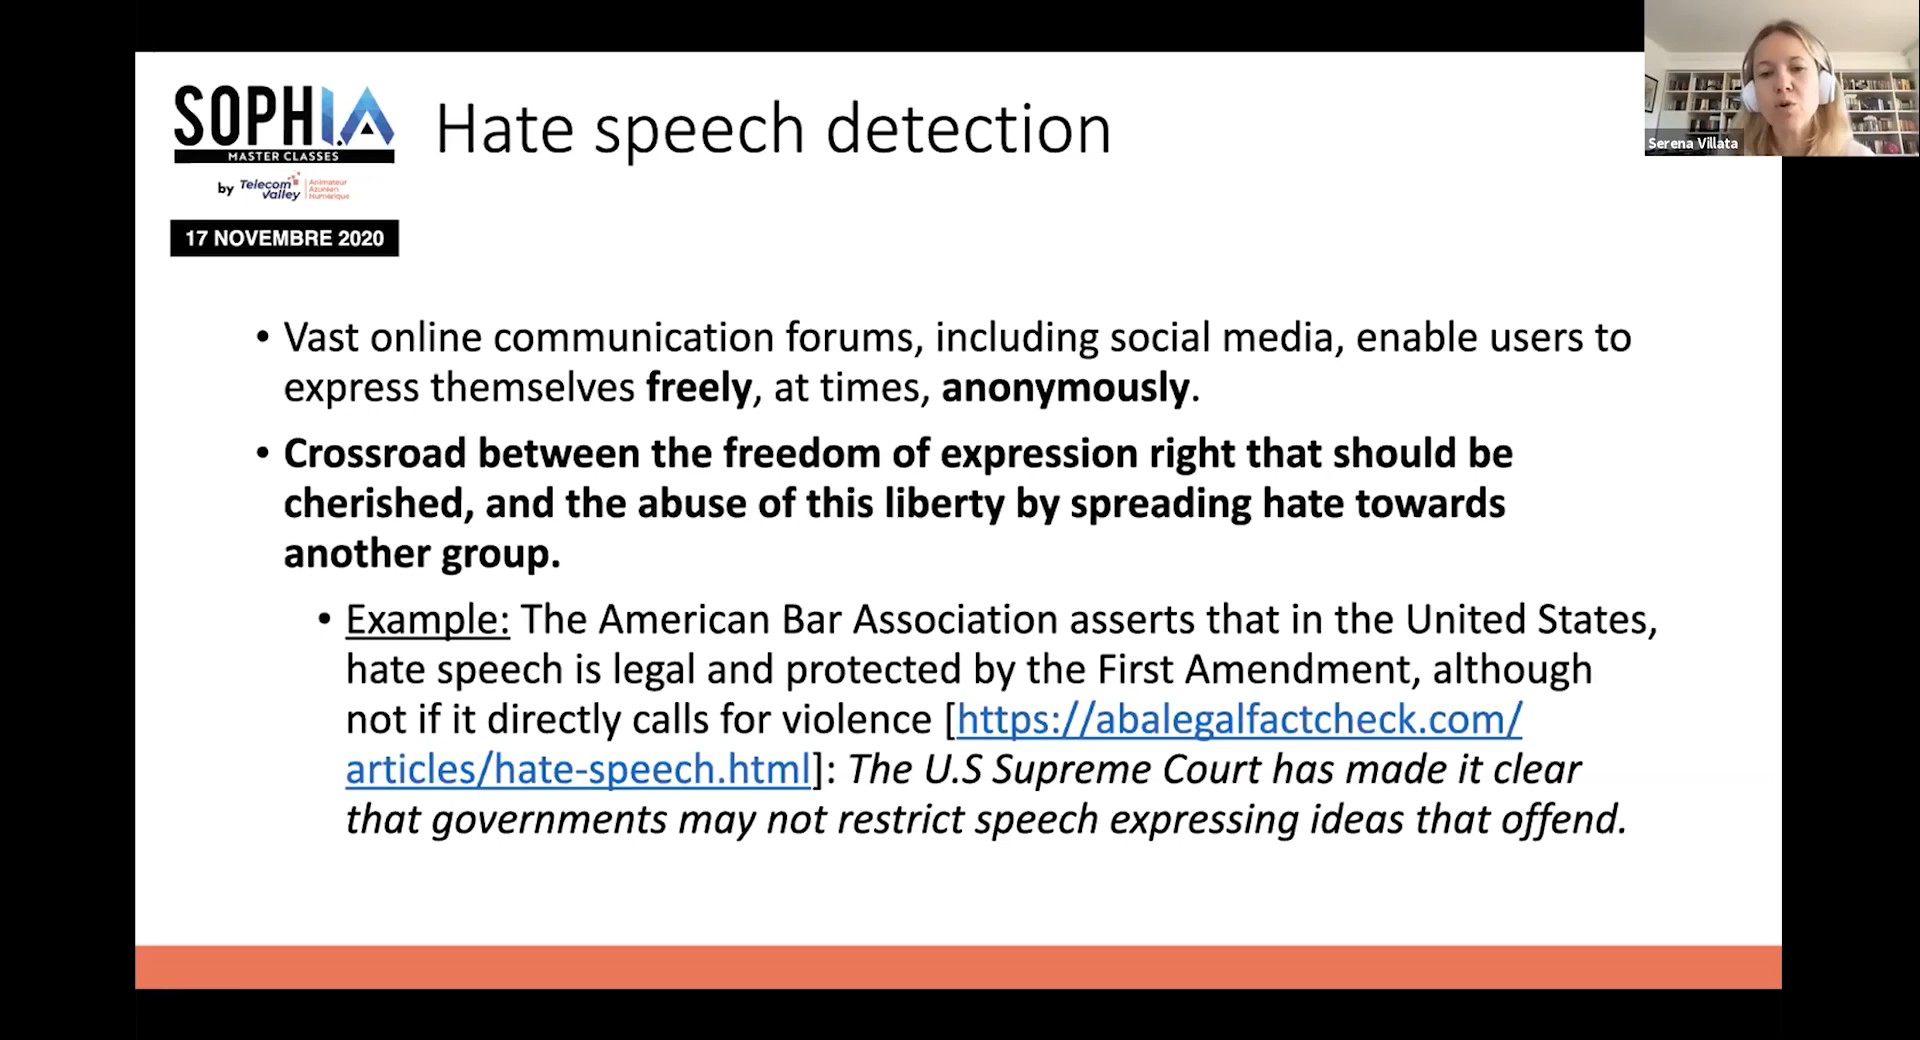 SOPHI.A
MASTER CLASSES
by Telecom Valley
Animateur
Azuréen
Numérique
17 NOVEMBRE 2020
Hate speech detection
Serena Villata
• Vast online communication forums, including social media, enable users to
express themselves freely, at times, anonymously.
• Crossroad between the freedom of expression right that should be
cherished, and the abuse of this liberty by spreading hate towards
another group.
• Example: The American Bar Association asserts that in the United States,
hate speech is legal and protected by the First Amendment, although
not if it directly calls for violence [https://abalegalfactcheck.com/
articles/hate-speech.html]: The U.S Supreme Court has made it clear
that governments may not restrict speech expressing ideas that offend.